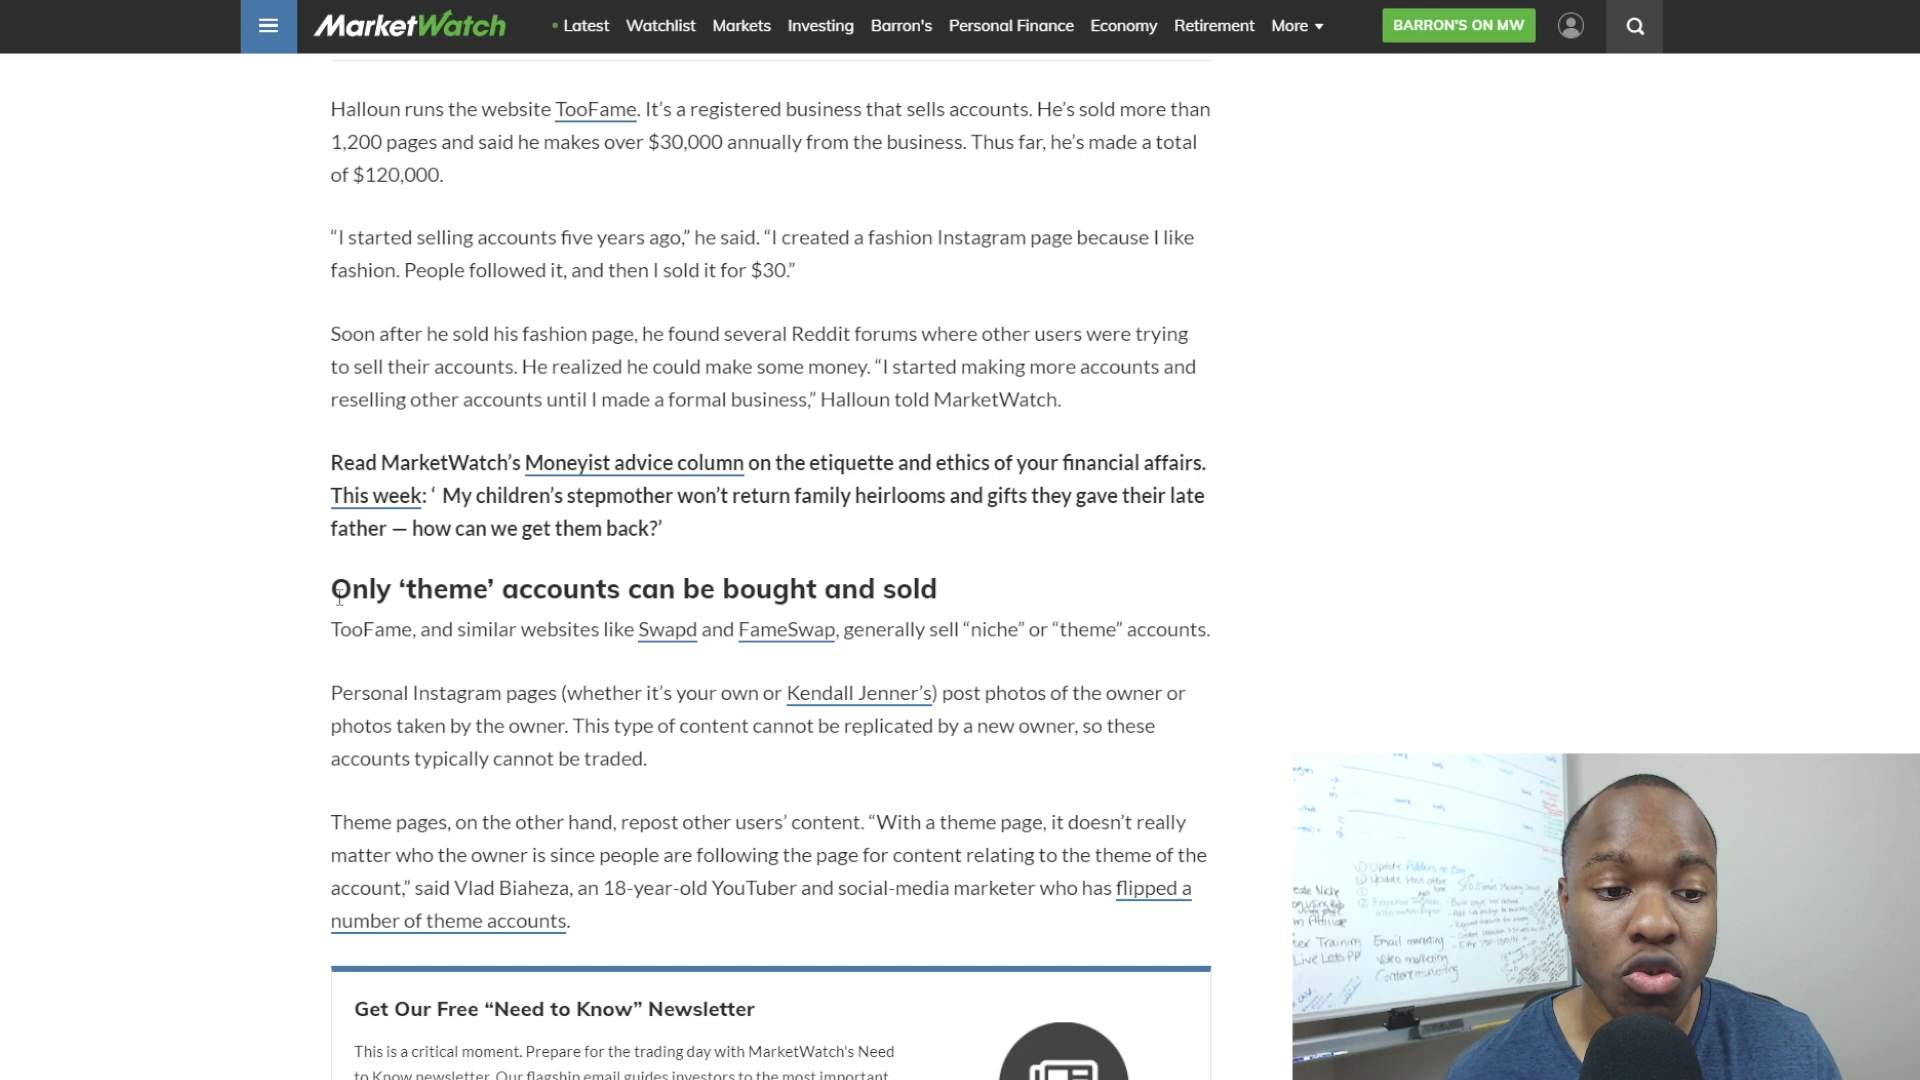 MarketWatch
Latest Watchlist Markets Investing Barron's Personal Finance Economy Retirement More BARRON'S ON MW
Halloun runs the website TooFame. It’s a registered business that sells accounts. He’s sold more than
1,200 pages and said he makes over $30,000 annually from the business. Thus far, he’s made a total
of $120,000.
“I started selling accounts five years ago,” he said. “I created a fashion Instagram page because I like
fashion. People followed it, and then I sold it for $30.”
Soon after he sold his fashion page, he found several Reddit forums where other users were trying
to sell their accounts. He realized he could make some money. “I started making more accounts and
reselling other accounts until I made a formal business,” Halloun told MarketWatch.
Read MarketWatch’s Moneyist advice column on the etiquette and ethics of your financial affairs.
This week: ‘ My children’s stepmother won’t return family heirlooms and gifts they gave their late
father — how can we get them back?’
Only ‘theme’ accounts can be bought and sold
TooFame, and similar websites like Swapd and FameSwap, generally sell “niche” or “theme” accounts.
Personal Instagram pages (whether it’s your own or Kendall Jenner’s) post photos of the owner or
photos taken by the owner. This type of content cannot be replicated by a new owner, so these
accounts typically cannot be traded.
Theme pages, on the other hand, repost other users’ content. “With a theme page, it doesn’t really
matter who the owner is since people are following the page for content relating to the theme of the
account,” said Vlad Biaheza, an 18-year-old YouTuber and social-media marketer who has flipped a
number of theme accounts.
Get Our Free “Need to Know” Newsletter
This is a critical moment. Prepare for the trading day with MarketWatch's Need
to Know newsletter. Our flagship email guides investors to the most important
Email marketing
Video marketing
Content marketing